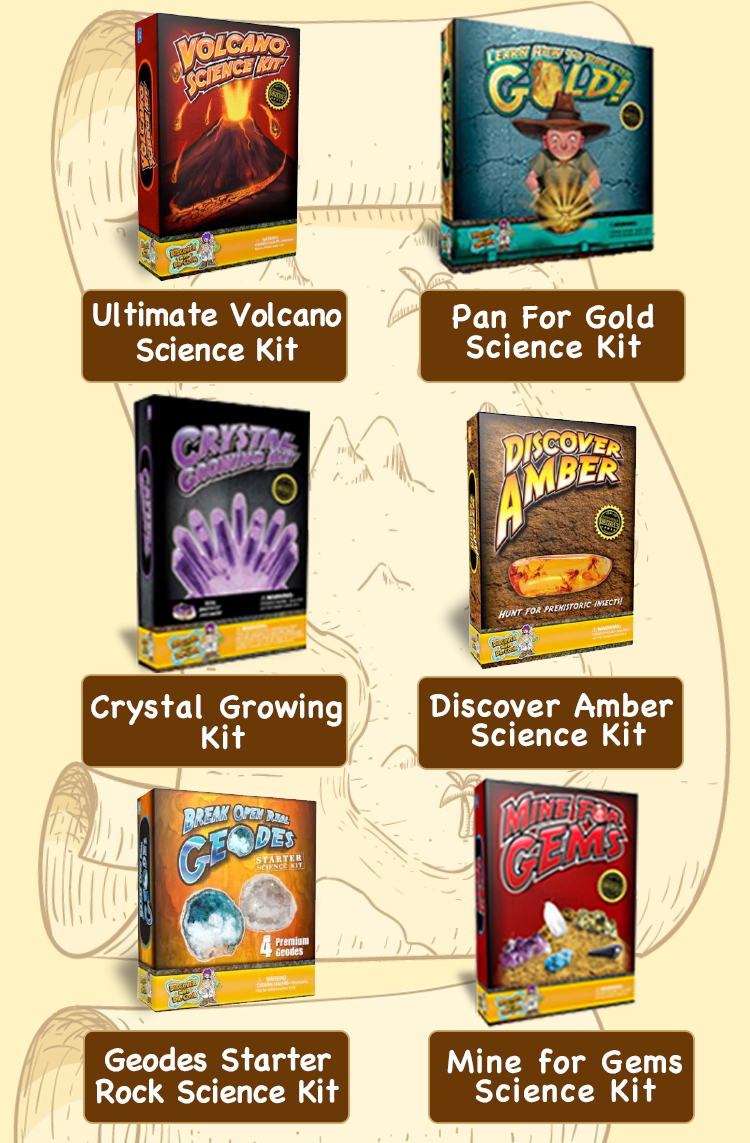 VOLCANO
SCIENCE KIT
LEARN HOW TO PAN FOR
GOLD!
Ultimate Volcano
Science Kit
Pan For Gold
Science Kit
CRYSTAL
GROWING KIT
DISCOVER
AMBER
HUNT FOR PREHISTORIC INSECTS!
WARNING:
Crystal Growing
Kit
Discover Amber
Science Kit
BREAK OPEN REAL
GEODES
STARTER
SCIENCE KIT
4 Premium
Geodes
MINE FOR
GEMS
Geodes Starter
Rock Science Kit
Mine for Gems
Science Kit